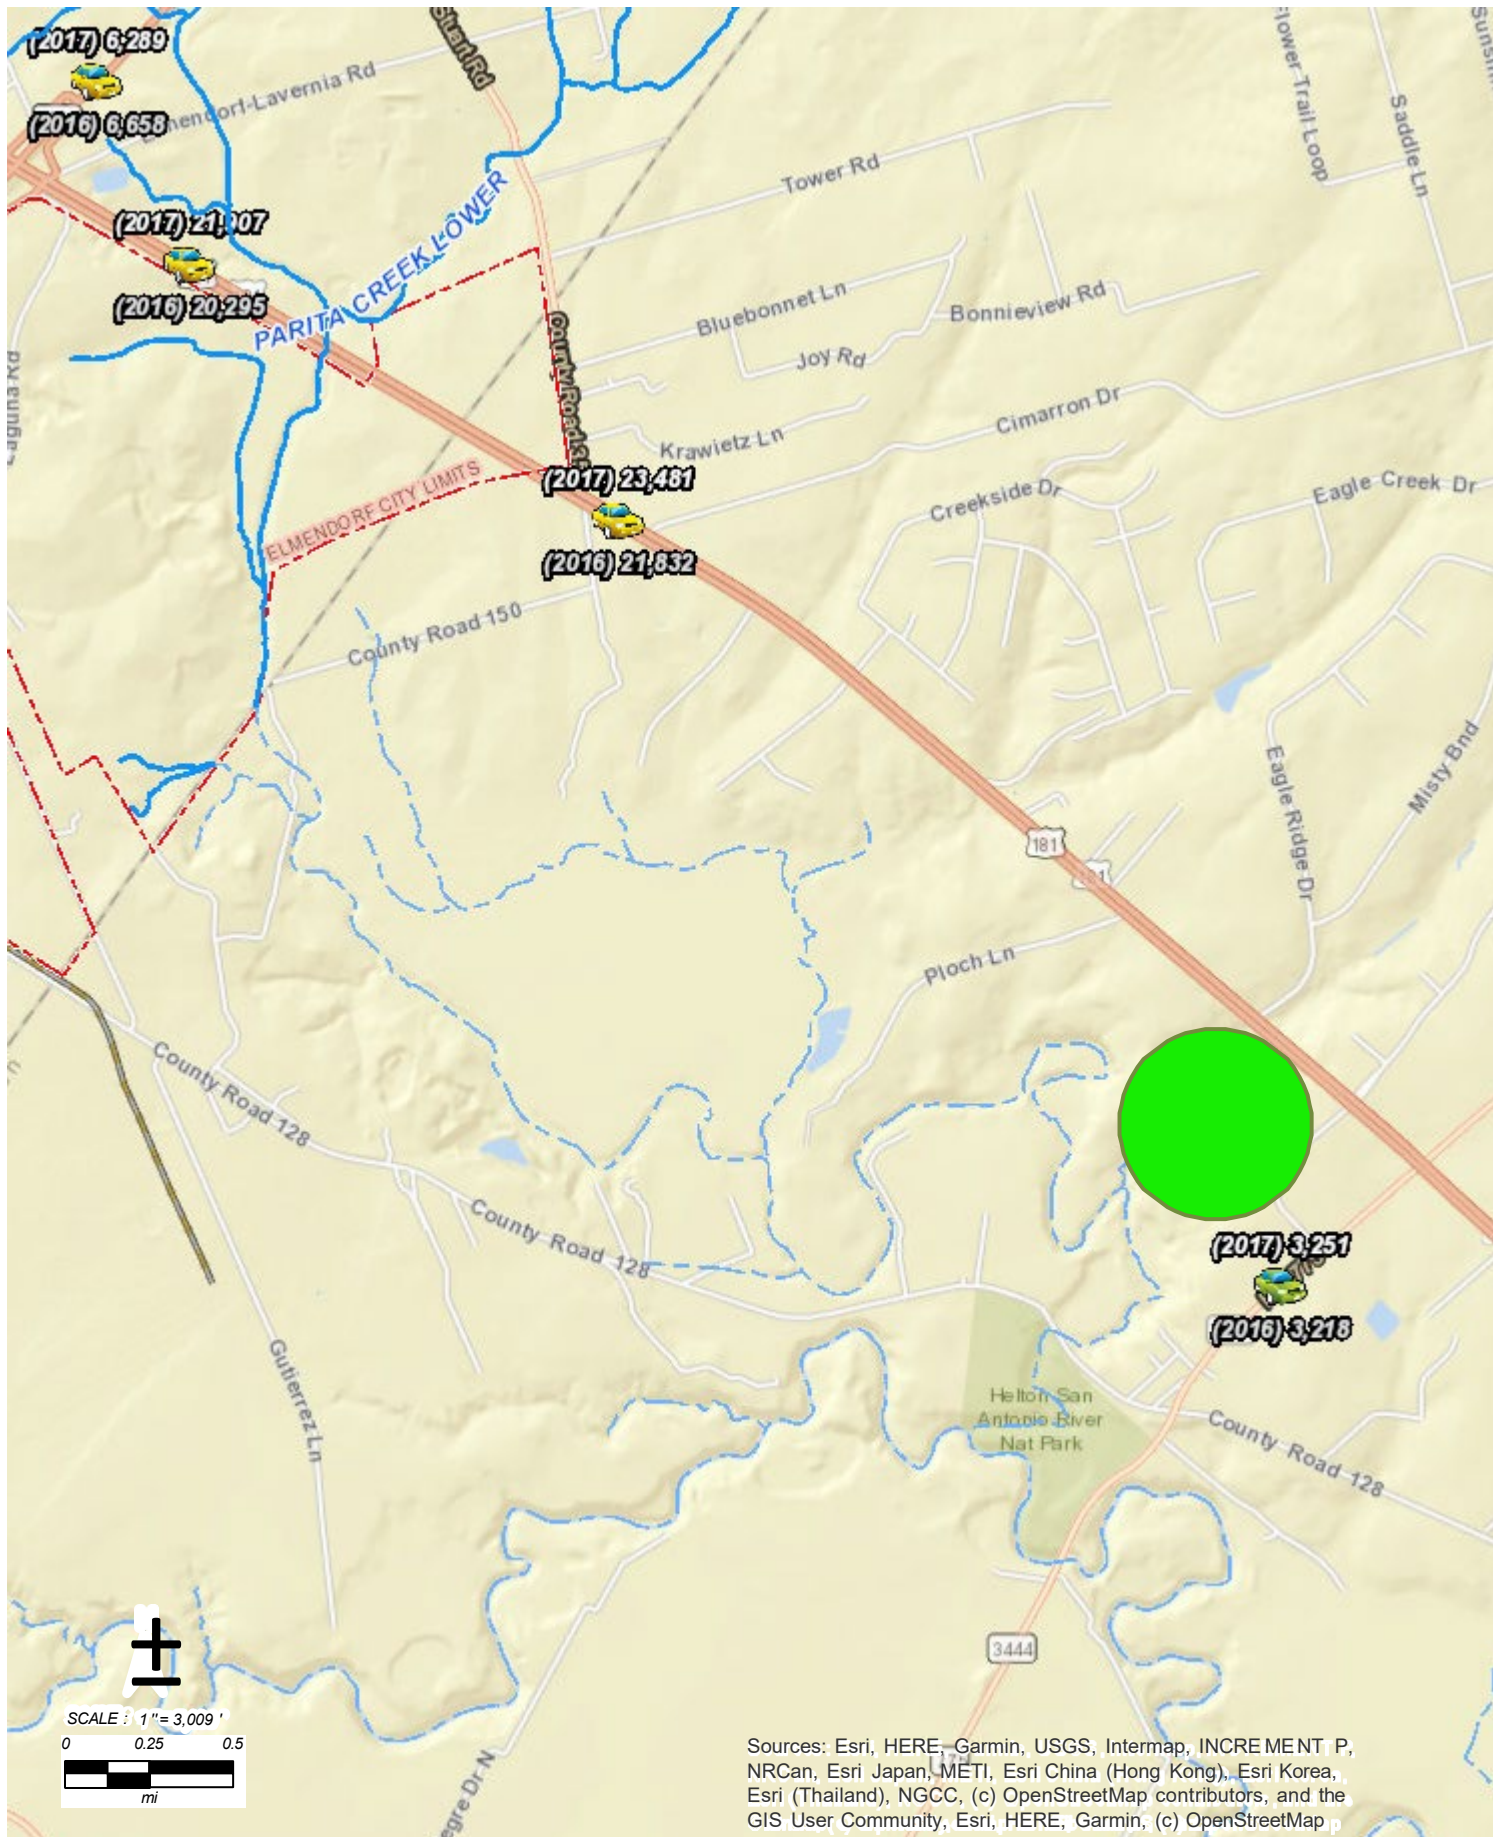 (2017) 6,289
(2016) 6,658
Stuart Rd
Flower Trail Loop
Saddle Ln
Tower Rd
(2017) 21,907
(2016) 20,295
PARITA CREEK LOWER
Bluebonnet Ln
Bonnieview Rd
Joy Rd
County Road
Cimarron Dr
Krawietz Ln
ELMENDORF CITY LIMITS
(2017) 23,481
(2016) 21,832
Creekside Dr
Eagle Creek Dr
County Road 150
Misty Bnd
Eagle Ridge Dr
181
181
Ploch Ln
County Road 128
County Road 128
(2017) 3,251
(2016) 3,218
Gutierrez Ln
Helton San
Antonio River
Nat Park
County Road 128
3444
SCALE : 1" = 3,009 '
0 0.25 0.5
mi
Sources: Esri, HERE, Garmin, USGS, Intermap, INCREMENT P,
NRCan, Esri Japan, METI, Esri China (Hong Kong), Esri Korea,
Esri (Thailand), NGCC, (c) OpenStreetMap contributors, and the
GIS User Community, Esri, HERE, Garmin, (c) OpenStreetMap